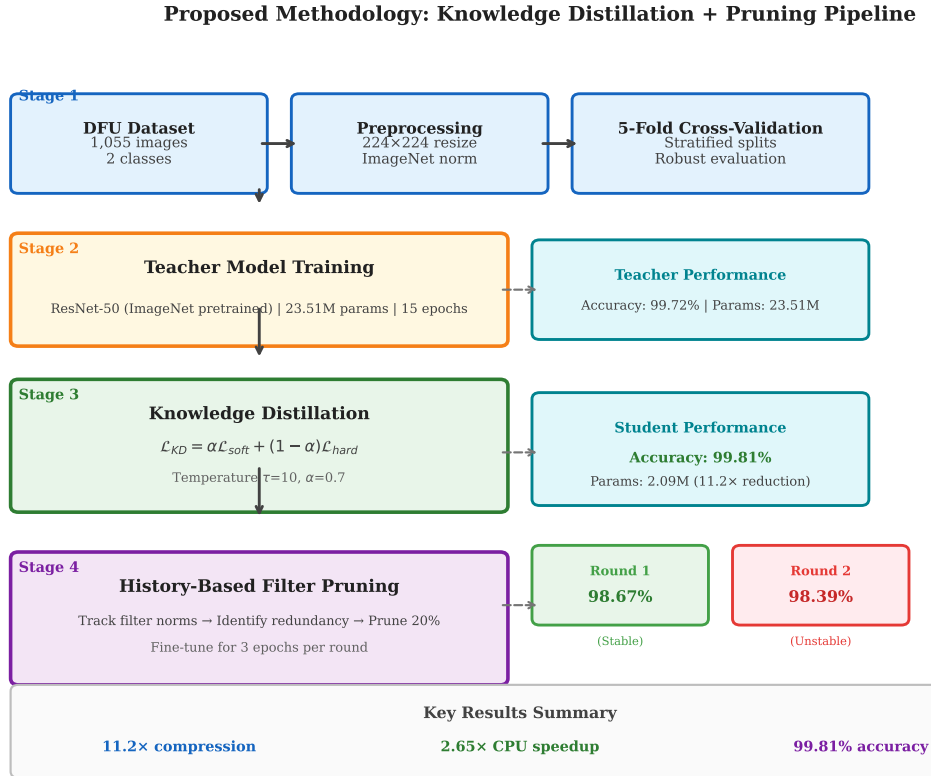 Proposed Methodology: Knowledge Distillation + Pruning Pipeline
Stage 1
DFU Dataset
1,055 images
2 classes
Preprocessing
224×224 resize
ImageNet norm
5-Fold Cross-Validation
Stratified splits
Robust evaluation
Stage 2
Teacher Model Training
ResNet-50 (ImageNet pretrained) | 23.51M params | 15 epochs
Teacher Performance
Accuracy: 99.72% | Params: 23.51M
Stage 3
Knowledge Distillation
ℒ_{KD} = αℒ_{soft} + (1 − α)ℒ_{hard}
Temperature τ=10, α=0.7
Student Performance
Accuracy: 99.81%
Params: 2.09M (11.2× reduction)
Stage 4
History-Based Filter Pruning
Track filter norms → Identify redundancy → Prune 20%
Fine-tune for 3 epochs per round
Round 1
98.67%
(Stable)
Round 2
98.39%
(Unstable)
Key Results Summary
11.2× compression
2.65× CPU speedup
99.81% accuracy